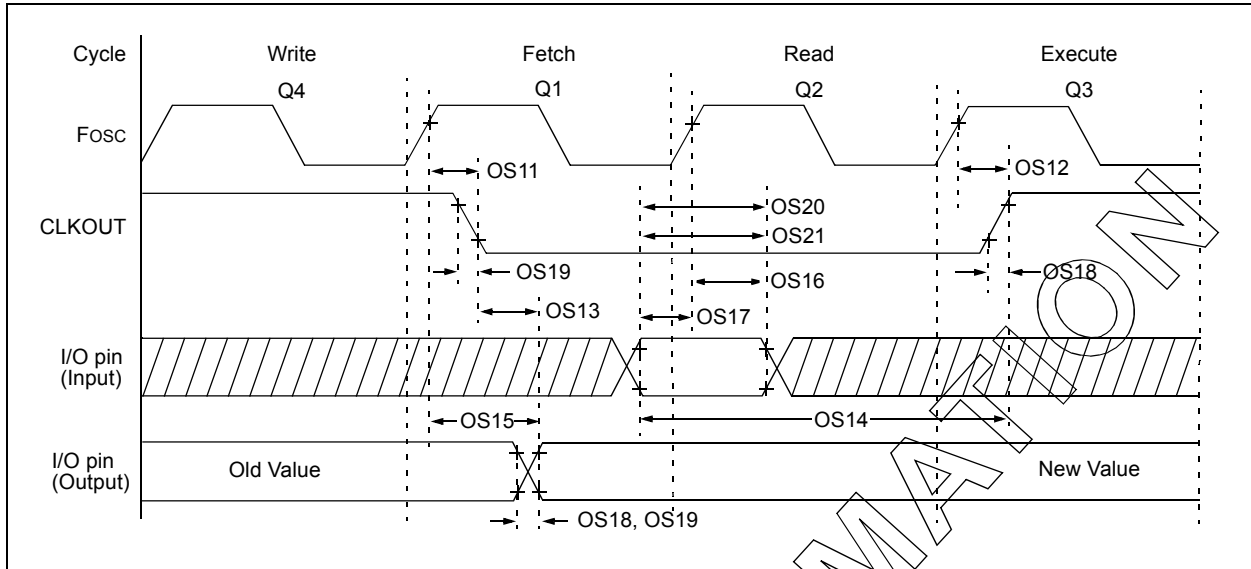 Cycle Write Fetch Read Execute
Q4 Q1 Q2 Q3
Fosc
OS11 OS12
CLKOUT
OS20
OS21
OS19 OS16 OS18
OS13 OS17
I/O pin
(Input)
OS15 OS14
I/O pin
(Output)
Old Value New Value
OS18, OS19
MATION